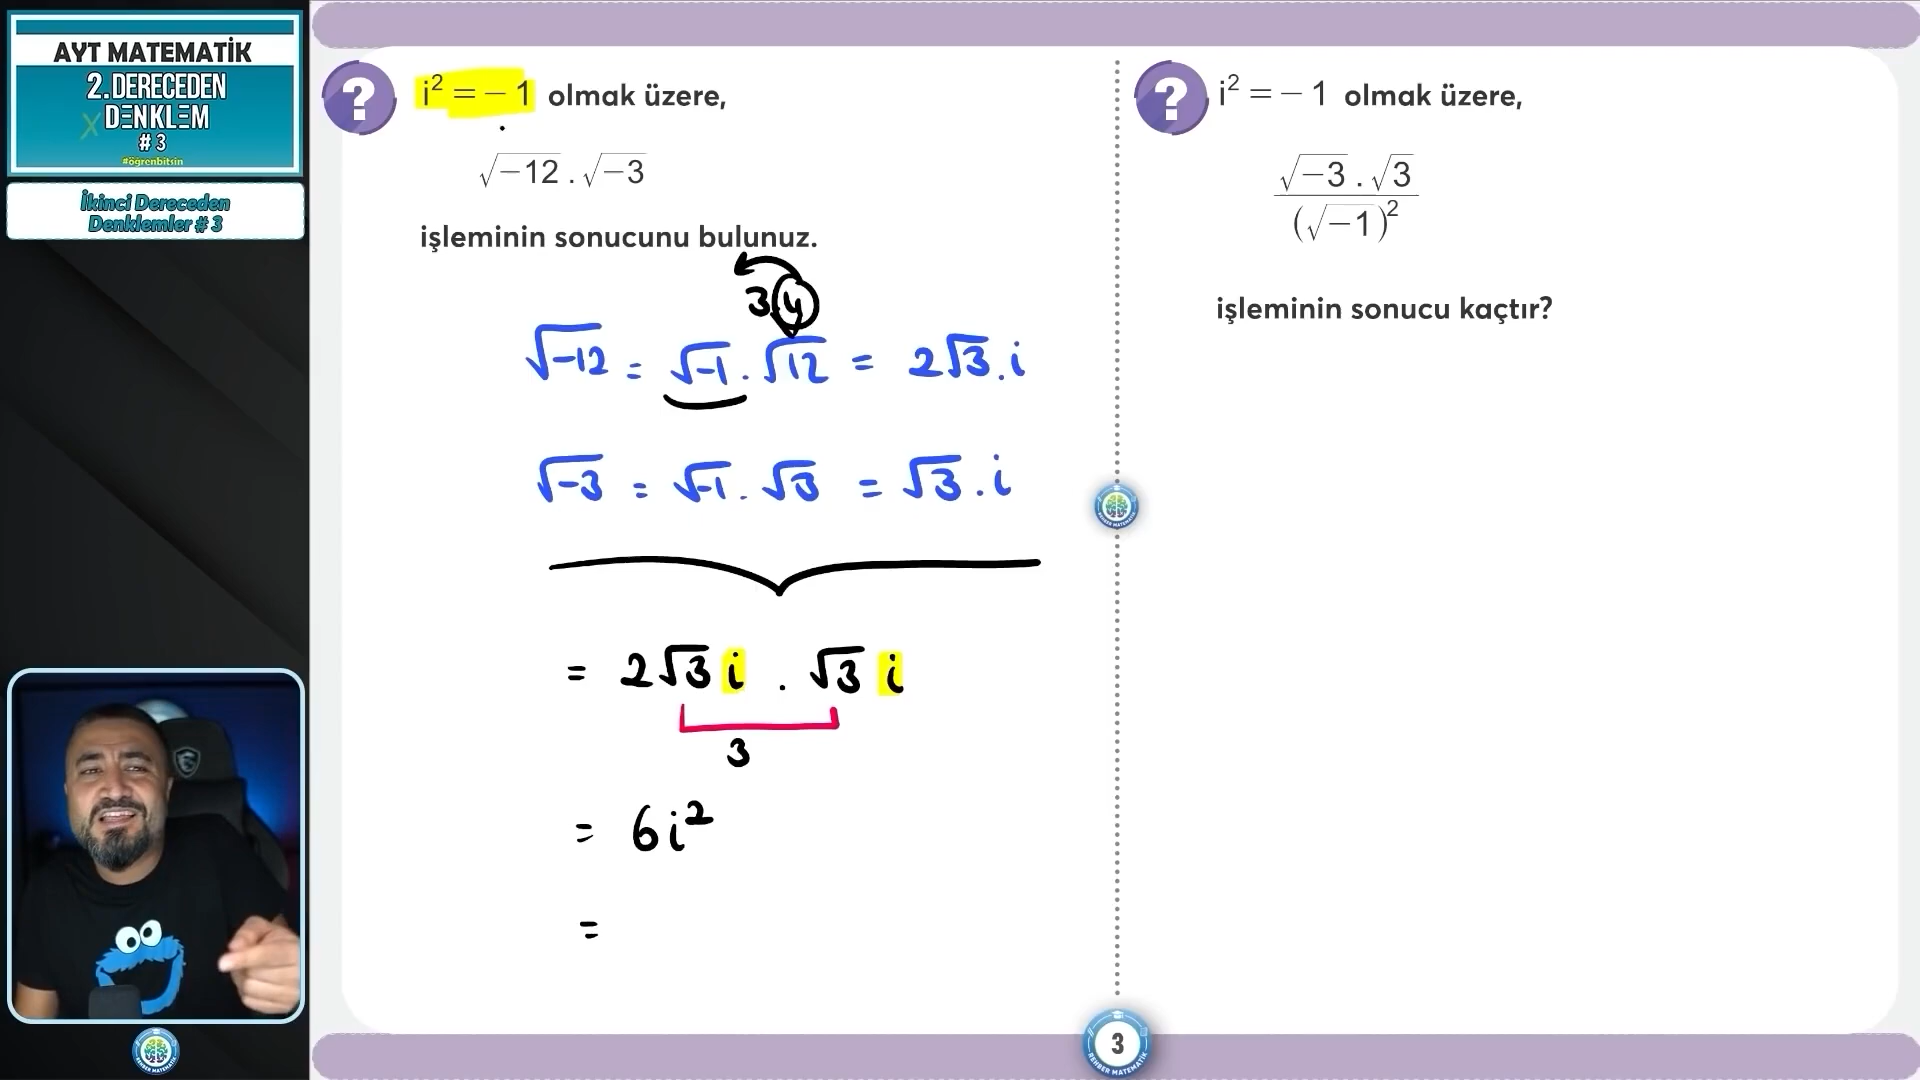 AYT MATEMATİK
2. DERECEDEN
DENKLEM
# 3
#öğrenbitsin
İkinci Dereceden
Denklemler # 3
i² = − 1 olmak üzere,
√−12 . √−3
işleminin sonucunu bulunuz.
3 4
√−12 = √−1 . √12 = 2√3 . i
√−3 = √−1 . √3 = √3 . i
= 2√3 i . √3 i
3
= 6i²
=
i² = − 1 olmak üzere,
√−3 . √3
(√−1)²
işleminin sonucu kaçtır?
3
REHBER MATEMATİK